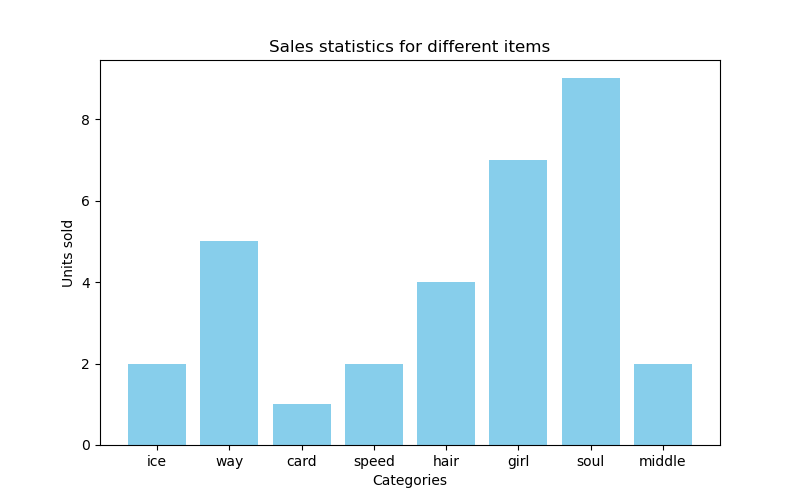 Sales statistics for different items
Units sold
8
6
4
2
0
ice way card speed hair girl soul middle
Categories